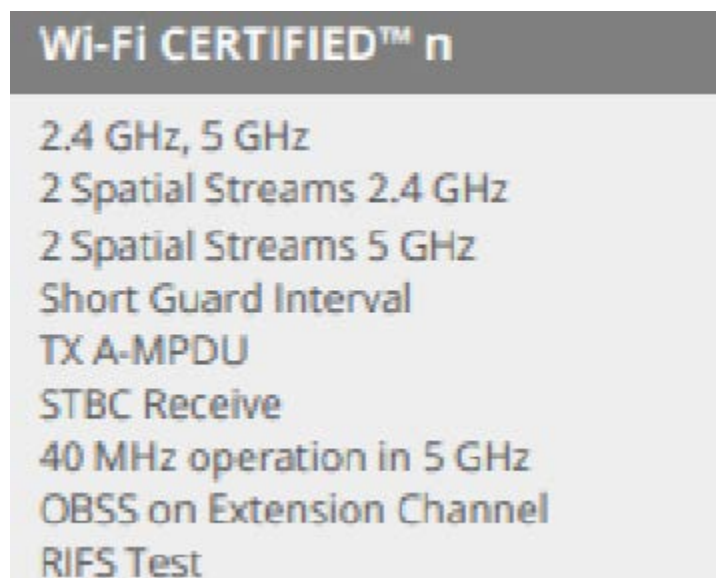 Wi-Fi CERTIFIED™ n
2.4 GHz, 5 GHz
2 Spatial Streams 2.4 GHz
2 Spatial Streams 5 GHz
Short Guard Interval
TX A-MPDU
STBC Receive
40 MHz operation in 5 GHz
OBSS on Extension Channel
RIFS Test